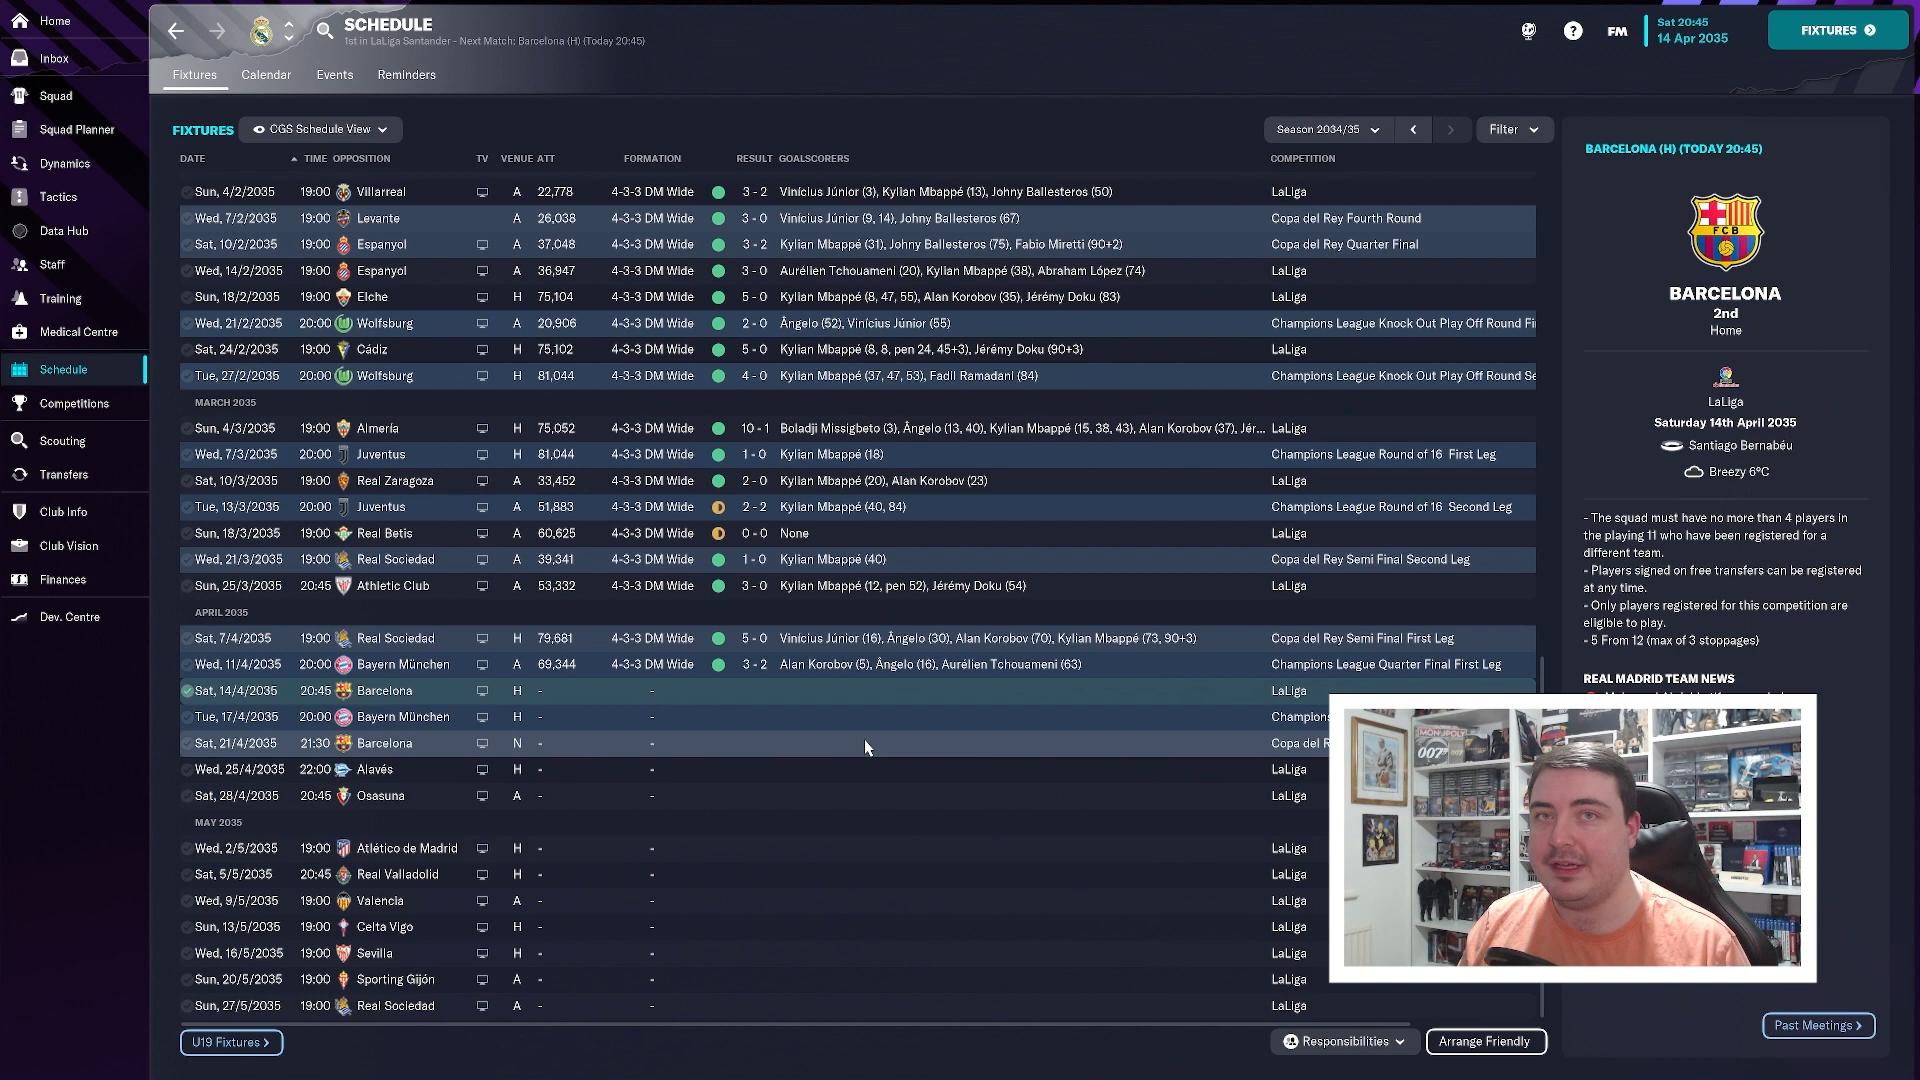 Home
Inbox
Squad
Squad Planner
Dynamics
Tactics
Data Hub
Staff
Training
Medical Centre
Schedule
Competitions
Scouting
Transfers
Club Info
Club Vision
Finances
Dev. Centre
SCHEDULE
1st in LaLiga Santander - Next Match: Barcelona (H) (Today 20:45)
? FM
Sat 20:45
14 Apr 2035
FIXTURES
Fixtures Calendar Events Reminders
FIXTURES CGS Schedule View Season 2034/35 Filter
DATE TIME OPPOSITION TV VENUE ATT FORMATION RESULT GOALSCORERS COMPETITION
Sun, 4/2/2035 19:00 Villarreal A 22,778 4-3-3 DM Wide 3 - 2 Vinícius Júnior (3), Kylian Mbappé (13), Johny Ballesteros (50) LaLiga
Wed, 7/2/2035 19:00 Levante A 26,038 4-3-3 DM Wide 3 - 0 Vinícius Júnior (9, 14), Johny Ballesteros (67) Copa del Rey Fourth Round
Sat, 10/2/2035 19:00 Espanyol A 37,048 4-3-3 DM Wide 3 - 2 Kylian Mbappé (31), Johny Ballesteros (75), Fabio Miretti (90+2) Copa del Rey Quarter Final
Wed, 14/2/2035 19:00 Espanyol A 36,947 4-3-3 DM Wide 3 - 0 Aurélien Tchouameni (20), Kylian Mbappé (38), Abraham López (74) LaLiga
Sun, 18/2/2035 19:00 Elche H 75,104 4-3-3 DM Wide 5 - 0 Kylian Mbappé (8, 47, 55), Alan Korobov (35), Jérémy Doku (83) LaLiga
Wed, 21/2/2035 20:00 Wolfsburg A 20,906 4-3-3 DM Wide 2 - 0 Ângelo (52), Vinícius Júnior (55) Champions League Knock Out Play Off Round Fi
Sat, 24/2/2035 19:00 Cádiz H 75,102 4-3-3 DM Wide 5 - 0 Kylian Mbappé (8, 8, pen 24, 45+3), Jérémy Doku (90+3) LaLiga
Tue, 27/2/2035 20:00 Wolfsburg H 81,044 4-3-3 DM Wide 4 - 0 Kylian Mbappé (37, 47, 53), Fadil Ramadani (84) Champions League Knock Out Play Off Round Se
MARCH 2035
Sun, 4/3/2035 19:00 Almería H 75,052 4-3-3 DM Wide 10 - 1 Boladji Missigbeto (3), Ângelo (13, 40), Kylian Mbappé (15, 38, 43), Alan Korobov (37), Jér... LaLiga
Wed, 7/3/2035 20:00 Juventus H 81,044 4-3-3 DM Wide 1 - 0 Kylian Mbappé (18) Champions League Round of 16 First Leg
Sat, 10/3/2035 19:00 Real Zaragoza A 33,452 4-3-3 DM Wide 2 - 0 Kylian Mbappé (20), Alan Korobov (23) LaLiga
Tue, 13/3/2035 20:00 Juventus A 51,883 4-3-3 DM Wide 2 - 2 Kylian Mbappé (40, 84) Champions League Round of 16 Second Leg
Sun, 18/3/2035 19:00 Real Betis A 60,625 4-3-3 DM Wide 0 - 0 None LaLiga
Wed, 21/3/2035 19:00 Real Sociedad A 39,341 4-3-3 DM Wide 1 - 0 Kylian Mbappé (40) Copa del Rey Semi Final Second Leg
Sun, 25/3/2035 20:45 Athletic Club A 53,332 4-3-3 DM Wide 3 - 0 Kylian Mbappé (12, pen 52), Jérémy Doku (54) LaLiga
APRIL 2035
Sat, 7/4/2035 19:00 Real Sociedad H 79,681 4-3-3 DM Wide 5 - 0 Vinícius Júnior (16), Ângelo (30), Alan Korobov (70), Kylian Mbappé (73, 90+3) Copa del Rey Semi Final First Leg
Wed, 11/4/2035 20:00 Bayern München A 69,344 4-3-3 DM Wide 3 - 2 Alan Korobov (5), Ângelo (16), Aurélien Tchouameni (63) Champions League Quarter Final First Leg
Sat, 14/4/2035 20:45 Barcelona H - - LaLiga
Tue, 17/4/2035 20:00 Bayern München H - - Champions
Sat, 21/4/2035 21:30 Barcelona N - - Copa del R
Wed, 25/4/2035 22:00 Alavés H - - LaLiga
Sat, 28/4/2035 20:45 Osasuna A - - LaLiga
MAY 2035
Wed, 2/5/2035 19:00 Atlético de Madrid H - - LaLiga
Sat, 5/5/2035 20:45 Real Valladolid H - - LaLiga
Wed, 9/5/2035 19:00 Valencia A - - LaLiga
Sun, 13/5/2035 19:00 Celta Vigo H - - LaLiga
Wed, 16/5/2035 19:00 Sevilla H - - LaLiga
Sun, 20/5/2035 19:00 Sporting Gijón A - - LaLiga
Sun, 27/5/2035 19:00 Real Sociedad A - - LaLiga
U19 Fixtures >
Responsibilities
Arrange Friendly
BARCELONA (H) (TODAY 20:45)
FCB
BARCELONA
2nd
Home
LaLiga
Saturday 14th April 2035
Santiago Bernabéu
Breezy 6°C
- The squad must have no more than 4 players in
the playing 11 who have been registered for a
different team.
- Players signed on free transfers can be registered
at any time.
- Only players registered for this competition are
eligible to play.
- 5 From 12 (max of 3 stoppages)
REAL MADRID TEAM NEWS
MONOPOLY
007
Past Meetings >